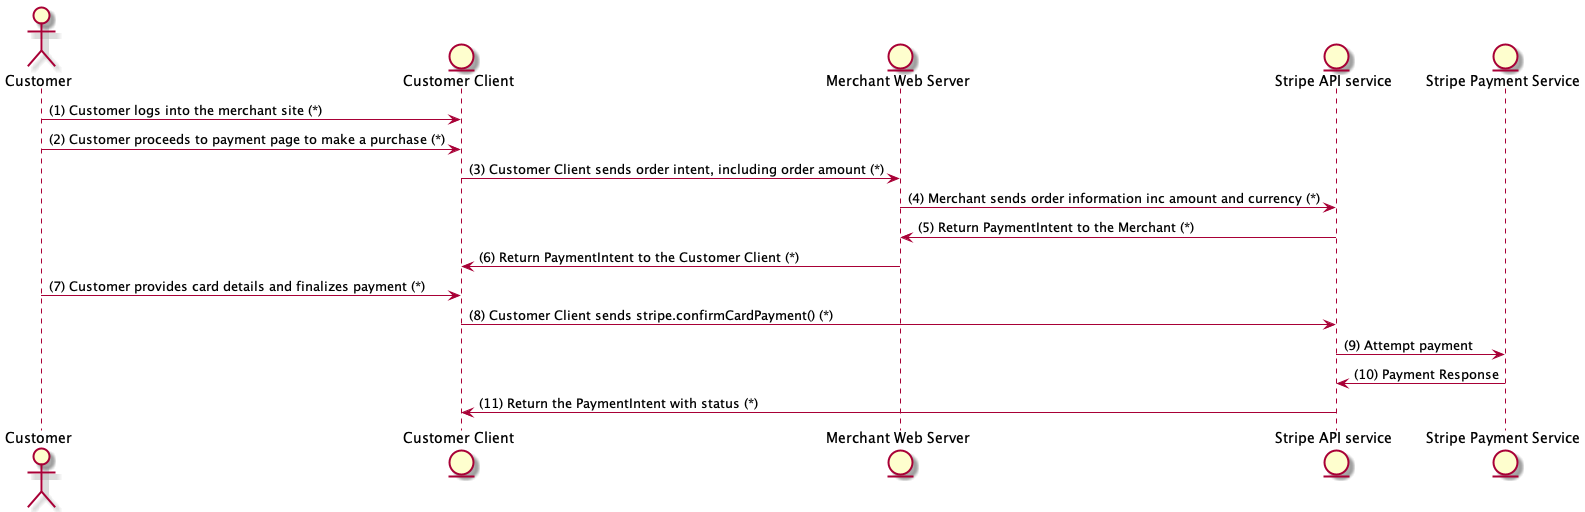 Customer
Customer Client
Merchant Web Server
Stripe API service
Stripe Payment Service
(1) Customer logs into the merchant site (*)
(2) Customer proceeds to payment page to make a purchase (*)
(3) Customer Client sends order intent, including order amount (*)
(4) Merchant sends order information inc amount and currency (*)
(5) Return PaymentIntent to the Merchant (*)
(6) Return PaymentIntent to the Customer Client (*)
(7) Customer provides card details and finalizes payment (*)
(8) Customer Client sends stripe.confirmCardPayment() (*)
(9) Attempt payment
(10) Payment Response
(11) Return the PaymentIntent with status (*)
Customer
Customer Client
Merchant Web Server
Stripe API service
Stripe Payment Service